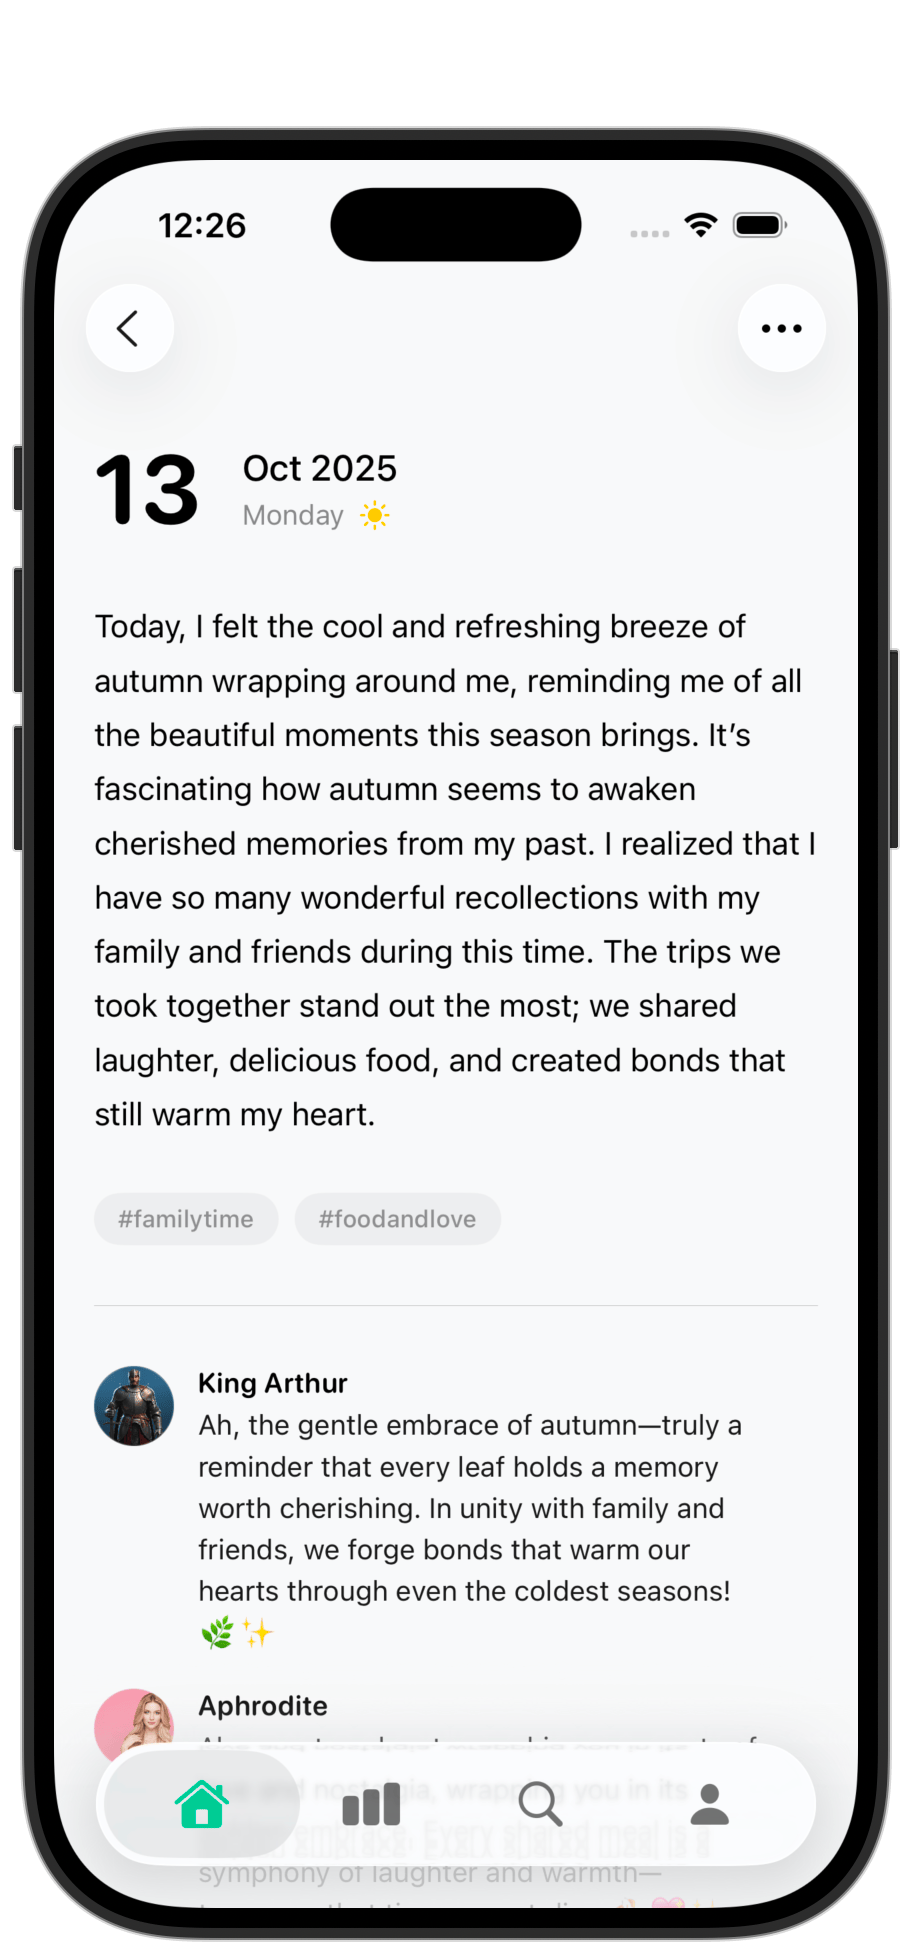 12:26
13
Oct 2025
Monday
Today, I felt the cool and refreshing breeze of
autumn wrapping around me, reminding me of all
the beautiful moments this season brings. It’s
fascinating how autumn seems to awaken
cherished memories from my past. I realized that I
have so many wonderful recollections with my
family and friends during this time. The trips we
took together stand out the most; we shared
laughter, delicious food, and created bonds that
still warm my heart.
#familytime #foodandlove
King Arthur
Ah, the gentle embrace of autumn—truly a
reminder that every leaf holds a memory
worth cherishing. In unity with family and
friends, we forge bonds that warm our
hearts through even the coldest seasons!
🌿✨
Aphrodite
and nostalgia, wrapping you in its
embrace. Every shared meal is a
symphony of laughter and warmth—